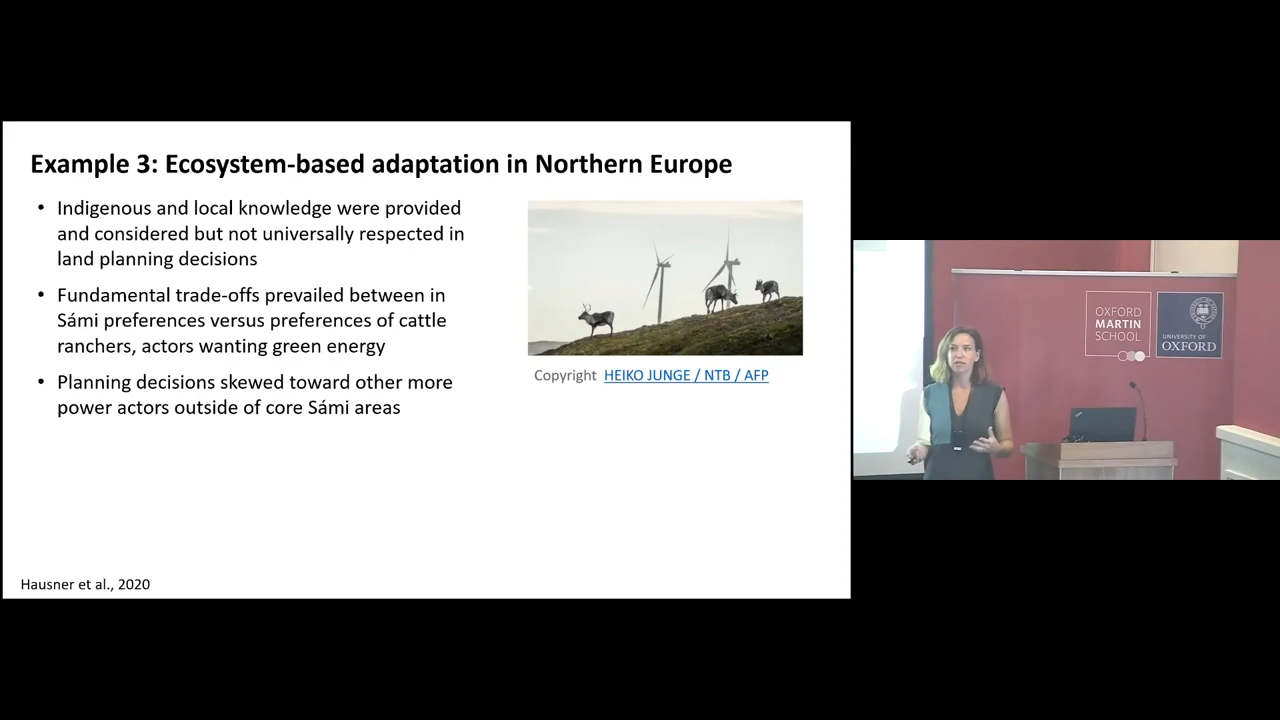 Example 3: Ecosystem-based adaptation in Northern Europe
• Indigenous and local knowledge were provided
and considered but not universally respected in
land planning decisions
• Fundamental trade-offs prevailed between in
Sámi preferences versus preferences of cattle
ranchers, actors wanting green energy
• Planning decisions skewed toward other more
power actors outside of core Sámi areas
Copyright HEIKO JUNGE / NTB / AFP
Hausner et al., 2020
OXFORD
MARTIN
SCHOOL
UNIVERSITY OF
OXFORD